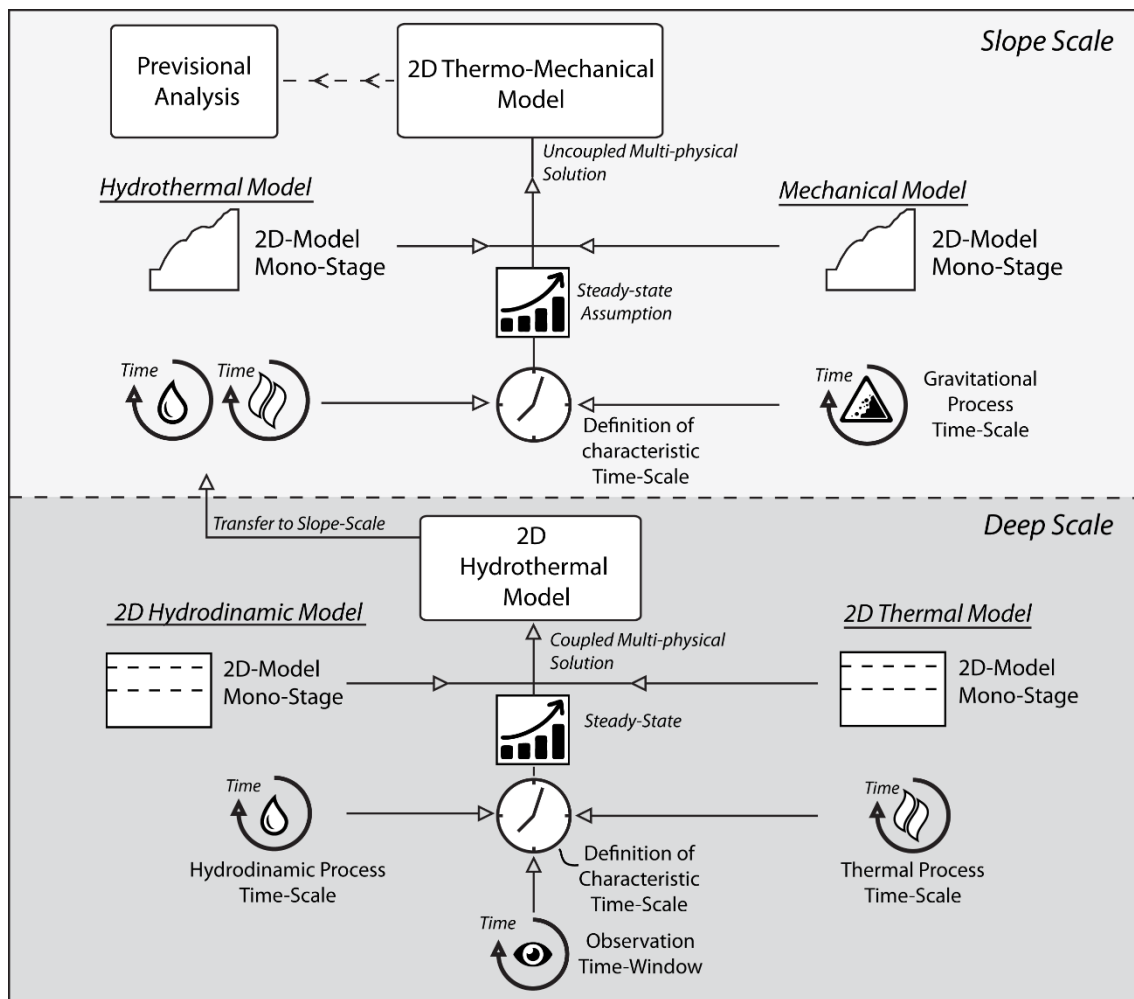 Slope Scale
Previsional
Analysis
2D Thermo-Mechanical
Model
Uncoupled Multi-physical
Solution
Hydrothermal Model
2D-Model
Mono-Stage
Mechanical Model
2D-Model
Mono-Stage
Steady-state
Assumption
Time
Time
Definition of
characteristic
Time-Scale
Time
Gravitational
Process
Time-Scale
Transfer to Slope-Scale
Deep Scale
2D
Hydrothermal
Model
2D Hydrodinamic Model
2D-Model
Mono-Stage
Coupled Multi-physical
Solution
2D Thermal Model
2D-Model
Mono-Stage
Steady-State
Time
Hydrodinamic Process
Time-Scale
Definition of
Characteristic
Time-Scale
Time
Thermal Process
Time-Scale
Time
Observation
Time-Window